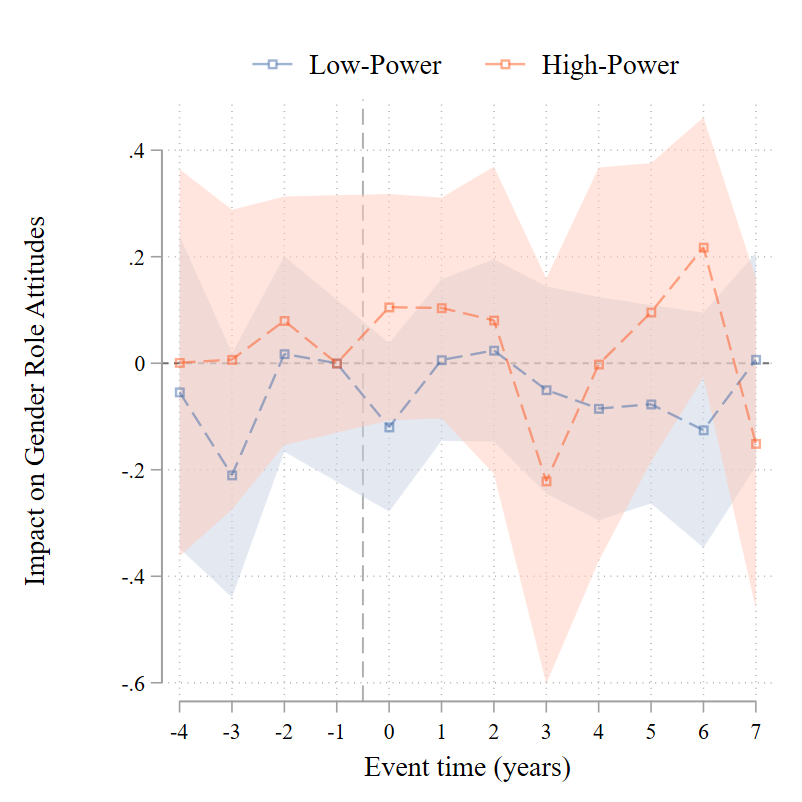 Low-Power High-Power
Impact on Gender Role Attitudes
.4
.2
0
-.2
-.4
-.6
-4 -3 -2 -1 0 1 2 3 4 5 6 7
Event time (years)